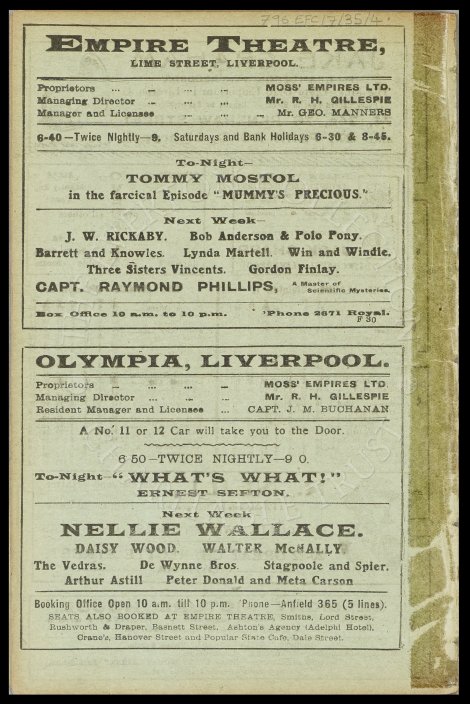 796 EFC/7/35/4
EMPIRE THEATRE,
LIME STREET, LIVERPOOL.
Proprietors ... ... ... ... MOSS' EMPIRES LTD.
Managing Director ... ... ... Mr. R. H. GILLESPIE
Manager and Licensee ... ... ... Mr. GEO. MANNERS
6-40—Twice Nightly—9. Saturdays and Bank Holidays 6-30 & 8-45.
To-Night—
TOMMY MOSTOL
in the farcical Episode "MUMMY'S PRECIOUS."
Next Week—
J. W. RICKABY. Bob Anderson & Polo Pony.
Barrett and Knowles. Lynda Martell. Win and Windle.
Three Sisters Vincents. Gordon Finlay.
CAPT. RAYMOND PHILLIPS, A Master of
Scientific Mysteries.
Box Office 10 a.m. to 10 p.m. 'Phone 2671 Royal.
F 30
OLYMPIA, LIVERPOOL.
Proprietors ... ... ... ... MOSS' EMPIRES LTD.
Managing Director ... ... ... Mr. R. H. GILLESPIE
Resident Manager and Licensee ... CAPT. J. M. BUCHANAN
A No. 11 or 12 Car will take you to the Door.
6 50—TWICE NIGHTLY—9 0.
To-Night—"WHAT'S WHAT!"
ERNEST SEFTON.
Next Week
NELLIE WALLACE.
DAISY WOOD. WALTER McNALLY.
The Vedras. De Wynne Bros. Stagpoole and Spier.
Arthur Astill Peter Donald and Meta Carson
Booking Office Open 10 a.m. till 10 p.m. 'Phone—Anfield 365 (5 lines).
SEATS ALSO BOOKED AT EMPIRE THEATRE, Smiths, Lord Street,
Rushworth & Draper, Basnett Street, Ashton's Agency (Adelphi Hotel),
Crane's, Hanover Street and Popular State Cafe, Dale Street.